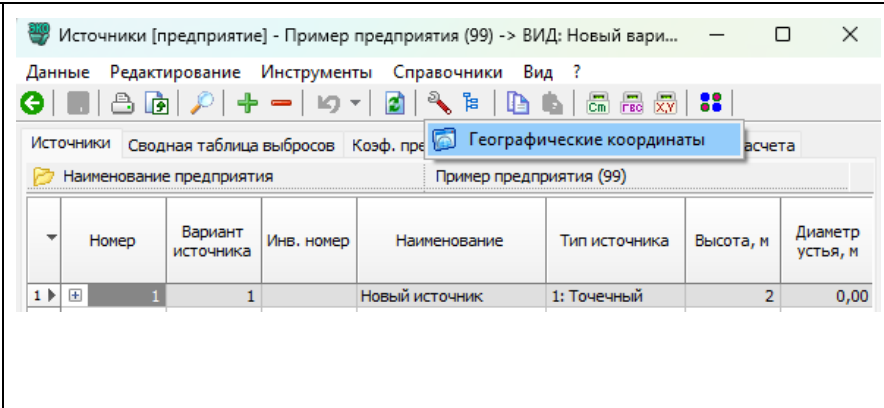 Источники [предприятие] - Пример предприятия (99) -> ВИД: Новый вари...
Данные Редактирование Инструменты Справочники Вид ?
Cm ГВС X,Y
Источники Сводная таблица выбросов Коэф. пре Географические координаты асчета
Наименование предприятия Пример предприятия (99)
Номер Вариант источника Инв. номер Наименование Тип источника Высота, м Диаметр устья, м
1 1 1 Новый источник 1: Точечный 2 0,00